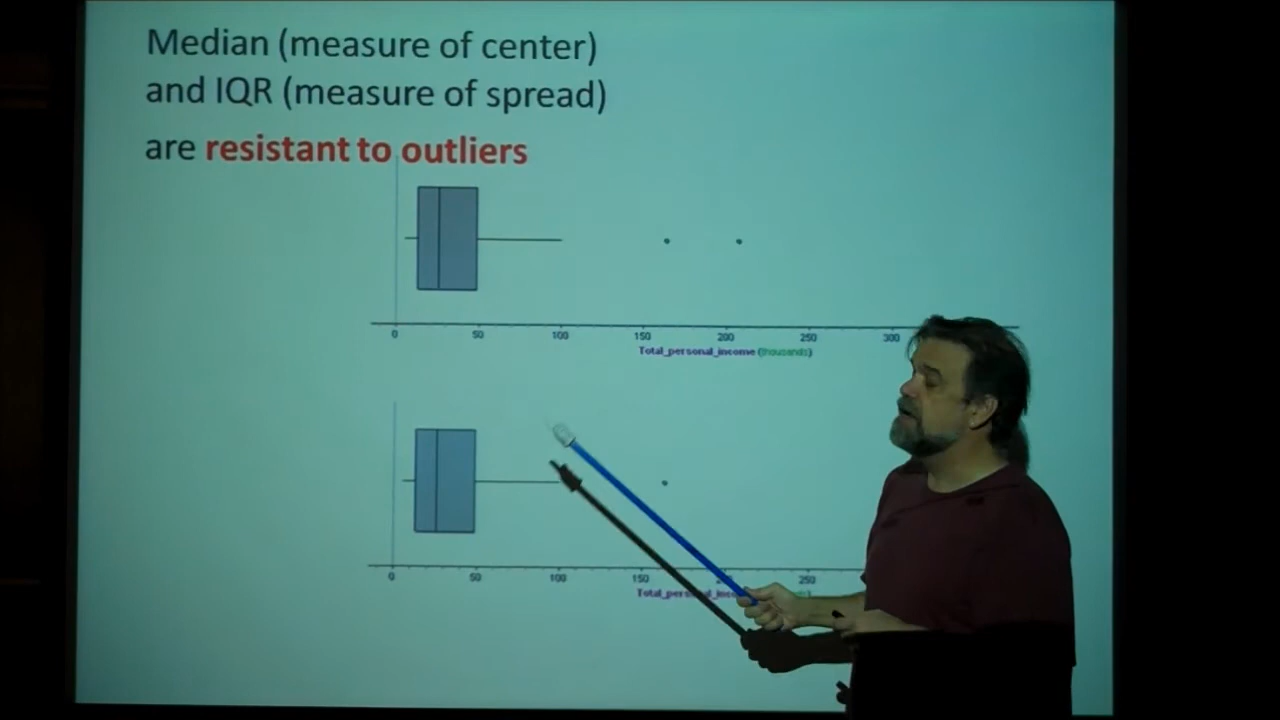 Median (measure of center)
and IQR (measure of spread)
are resistant to outliers
0 50 100 150 200 250 300
Total_personal_income (thousands)
0 50 100 150 250